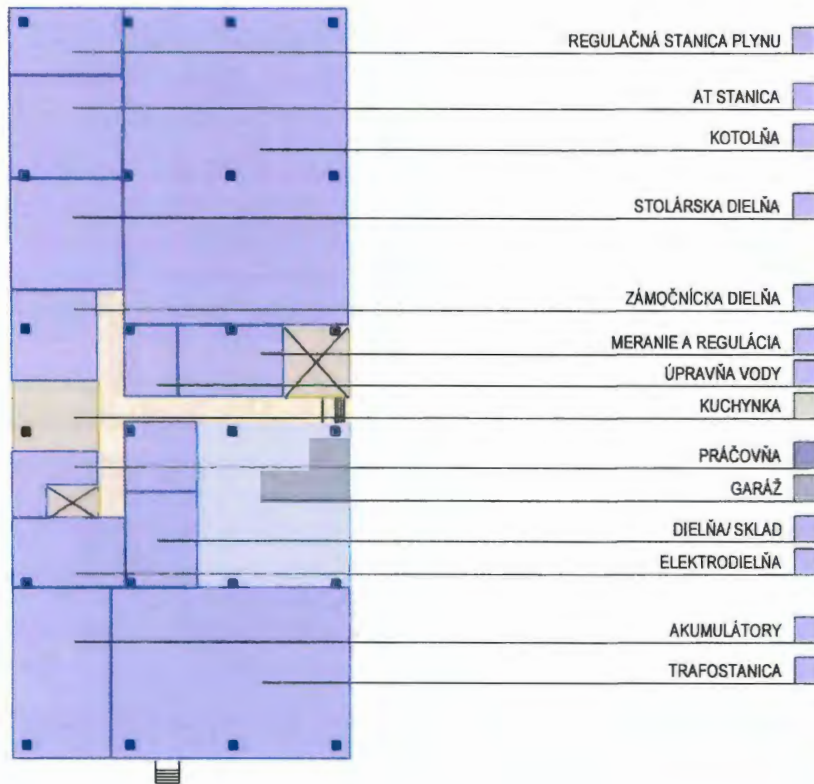 REGULAČNÁ STANICA PLYNU
AT STANICA
KOTOLŇA
STOLÁRSKA DIELŇA
ZÁMOČNÍCKA DIELŇA
MERANIE A REGULÁCIA
ÚPRAVŇA VODY
KUCHYNKA
PRÁČOVŇA
GARÁŽ
DIELŇA/ SKLAD
ELEKTRODIELŇA
AKUMULÁTORY
TRAFOSTANICA